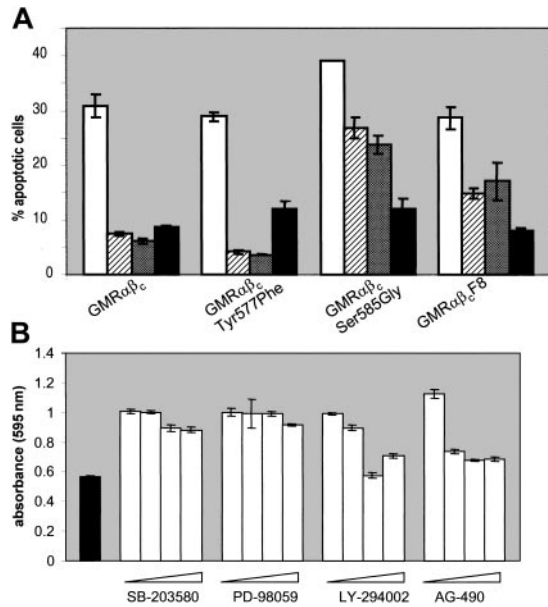 A
% apoptotic cells
40
30
20
10
0
GMRαβc
GMRαβc Tyr577Phe
GMRαβc Ser585Gly
GMRαβcF8
B
absorbance (595 nm)
1.4
1.2
1
0.8
0.6
0.4
0.2
0
SB-203580 PD-98059 LY-294002 AG-490